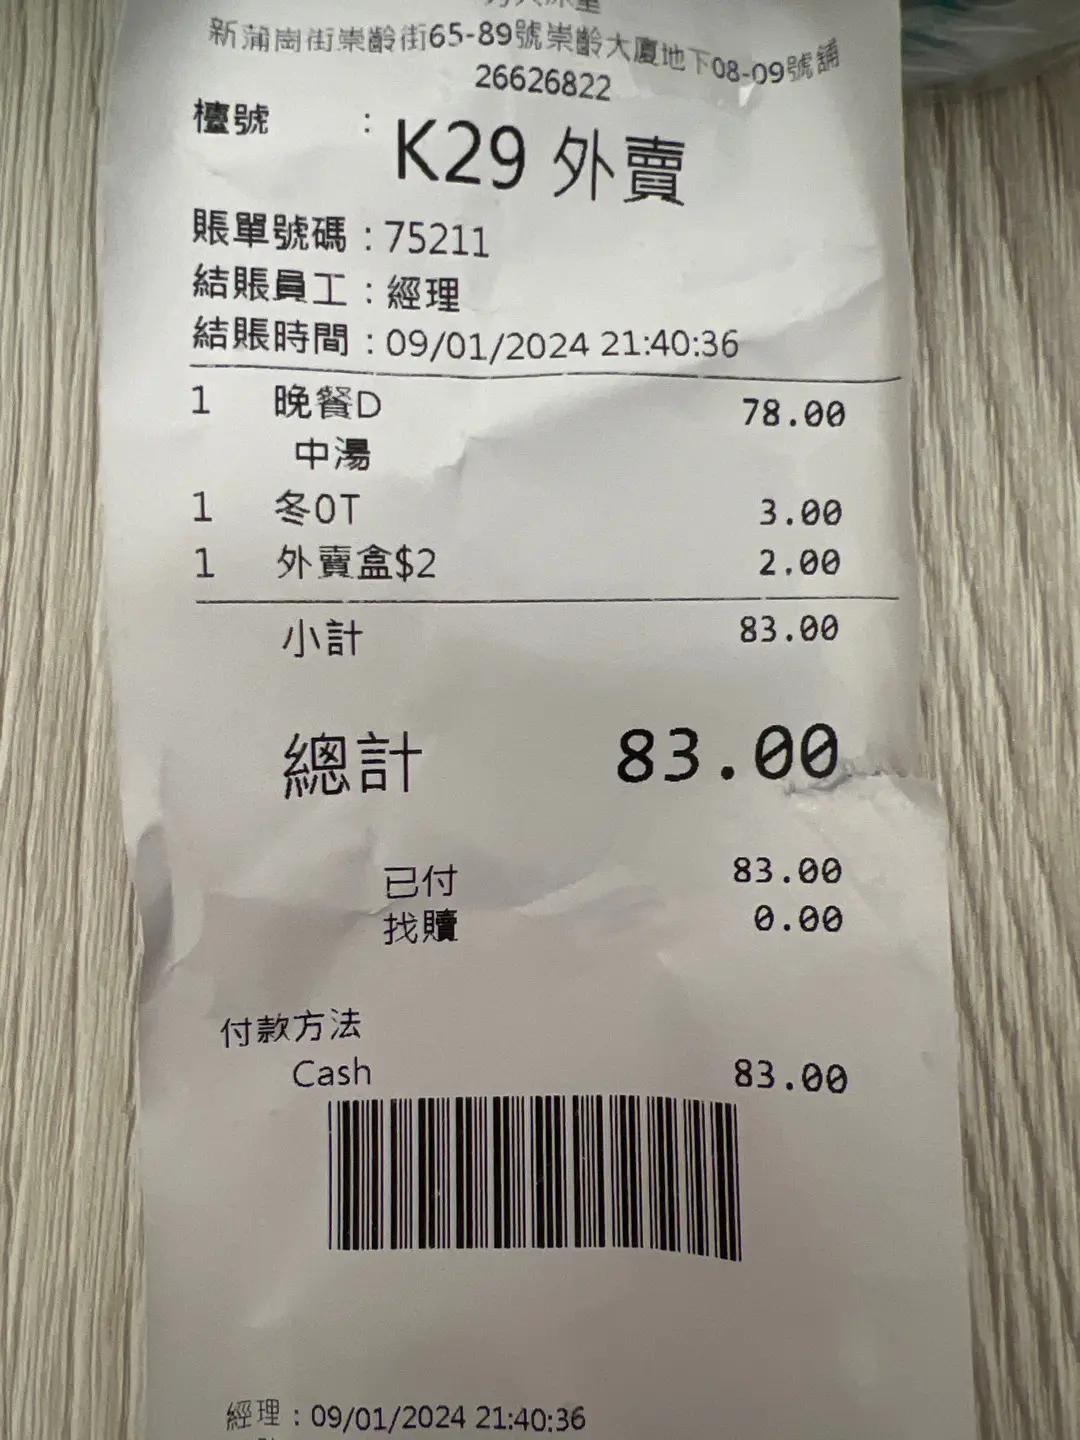 新蒲崗街崇齡街65-89號崇齡大廈地下08-09號舖
26626822
檯號 : K29 外賣
賬單號碼 : 75211
結賬員工 : 經理
結賬時間 : 09/01/2024 21:40:36
1 晚餐D 78.00
中湯
1 冬0T 3.00
1 外賣盒$2 2.00
小計 83.00
總計 83.00
已付 83.00
找贖 0.00
付款方法
Cash 83.00
經理 : 09/01/2024 21:40:36